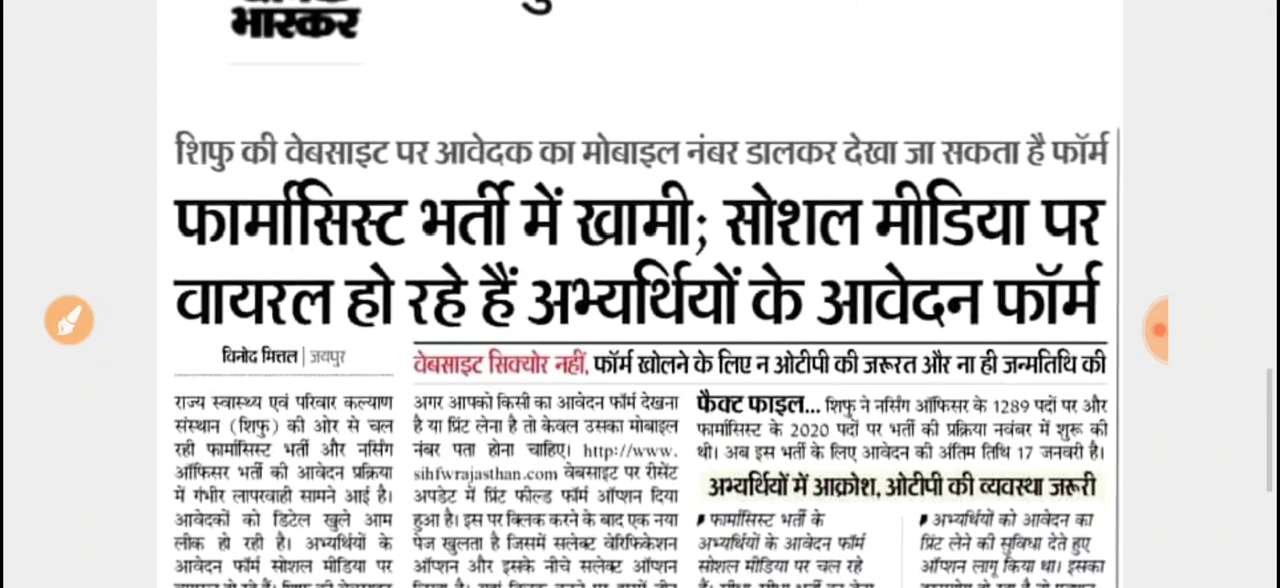 भास्कर
शिफु की वेबसाइट पर आवेदक का मोबाइल नंबर डालकर देखा जा सकता है फॉर्म
फार्मासिस्ट भर्ती में खामी; सोशल मीडिया पर
वायरल हो रहे हैं अभ्यर्थियों के आवेदन फॉर्म
विनोद मित्तल | जयपुर
राज्य स्वास्थ्य एवं परिवार कल्याण
संस्थान (शिफु) की ओर से चल
रही फार्मासिस्ट भर्ती और नर्सिंग
ऑफिसर भर्ती की आवेदन प्रक्रिया
में गंभीर लापरवाही सामने आई है।
आवेदकों को डिटेल खुले आम
लीक हो रही है। अभ्यर्थियों के
आवेदन फॉर्म सोशल मीडिया पर
वेबसाइट सिक्योर नहीं, फॉर्म खोलने के लिए न ओटीपी की जरूरत और ना ही जन्मतिथि की
अगर आपको किसी का आवेदन फॉर्म देखना
है या प्रिंट लेना है तो केवल उसका मोबाइल
नंबर पता होना चाहिए। http://www.
sihfwrajasthan.com वेबसाइट पर रीसेंट
अपडेट में प्रिंट फील्ड फॉर्म ऑप्शन दिया
हुआ है। इस पर क्लिक करने के बाद एक नया
पेज खुलता है जिसमें सलेक्ट वेरिफिकेशन
ऑप्शन और इसके नीचे सलेक्ट ऑप्शन
फैक्ट फाइल... शिफु ने नर्सिंग ऑफिसर के 1289 पदों पर और
फार्मासिस्ट के 2020 पदों पर भर्ती की प्रक्रिया नवंबर में शुरू की
थी। अब इस भर्ती के लिए आवेदन की अंतिम तिथि 17 जनवरी है।
अभ्यर्थियों में आक्रोश, ओटीपी की व्यवस्था जरूरी
फार्मासिस्ट भर्ती के
अभ्यर्थियों के आवेदन फॉर्म
सोशल मीडिया पर चल रहे
अभ्यर्थियों को आवेदन का
प्रिंट लेने की सुविधा देते हुए
ऑप्शन लागू किया था। इसका